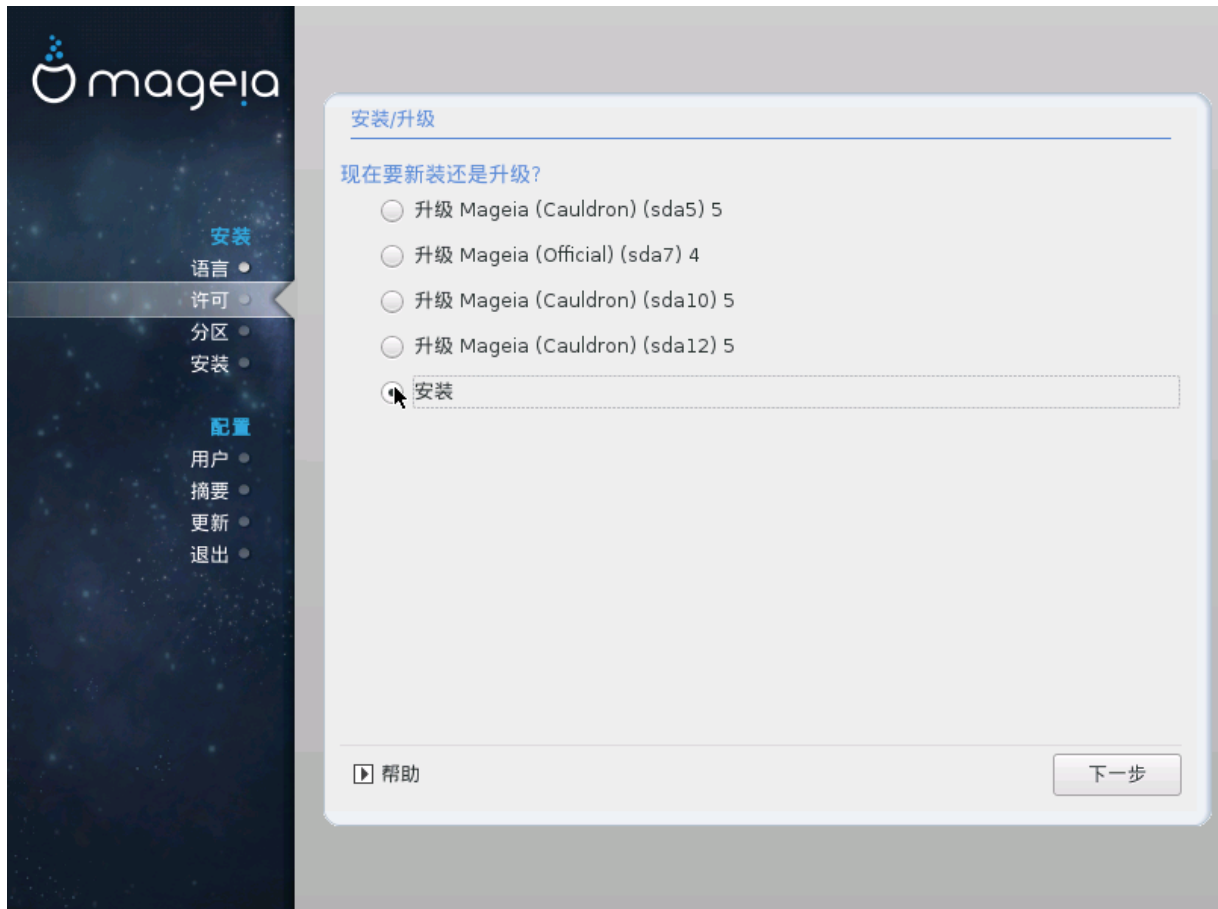 mageia
安装
语言
许可
分区
安装
配置
用户
摘要
更新
退出
安装/升级
现在要新装还是升级?
升级 Mageia (Cauldron) (sda5) 5
升级 Mageia (Official) (sda7) 4
升级 Mageia (Cauldron) (sda10) 5
升级 Mageia (Cauldron) (sda12) 5
安装
帮助
下一步